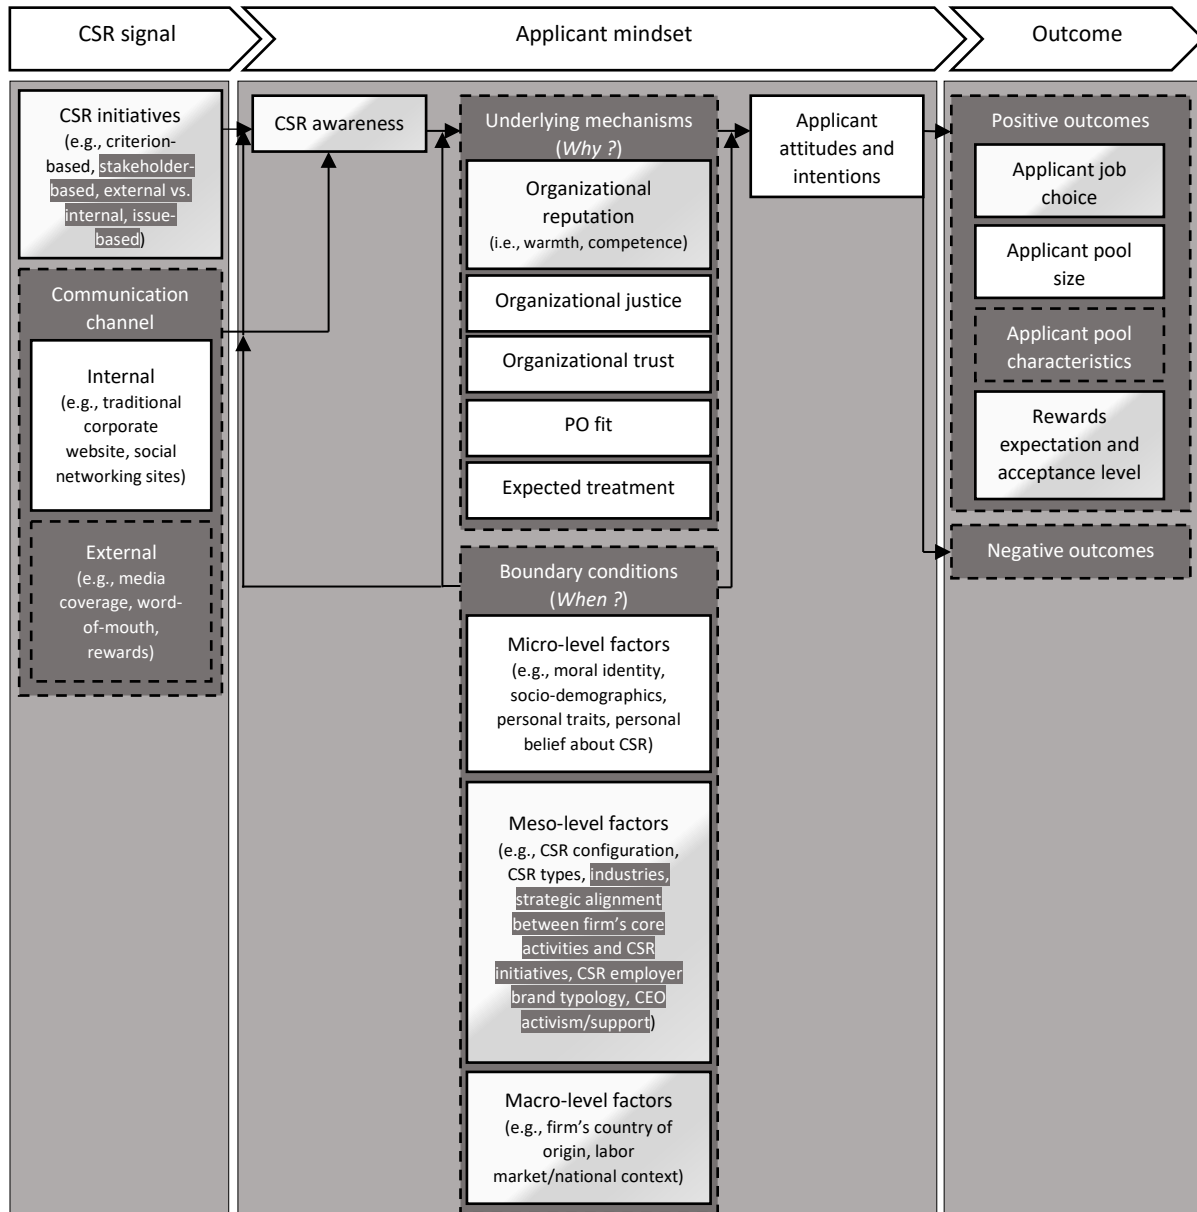 CSR signal
Applicant mindset
Outcome
CSR initiatives
(e.g., criterion-
based, stakeholder-
based, external vs.
internal, issue-
based)
Communication
channel
Internal
(e.g., traditional
corporate
website, social
networking sites)
External
(e.g., media
coverage, word-
of-mouth,
rewards)
CSR awareness
Underlying mechanisms
(Why ?)
Organizational
reputation
(i.e., warmth, competence)
Organizational justice
Organizational trust
PO fit
Expected treatment
Boundary conditions
(When ?)
Micro-level factors
(e.g., moral identity,
socio-demographics,
personal traits, personal
belief about CSR)
Meso-level factors
(e.g., CSR configuration,
CSR types, industries,
strategic alignment
between firm’s core
activities and CSR
initiatives, CSR employer
brand typology, CEO
activism/support)
Macro-level factors
(e.g., firm’s country of
origin, labor
market/national context)
Applicant
attitudes and
intentions
Positive outcomes
Applicant job
choice
Applicant pool
size
Applicant pool
characteristics
Rewards
expectation and
acceptance level
Negative outcomes